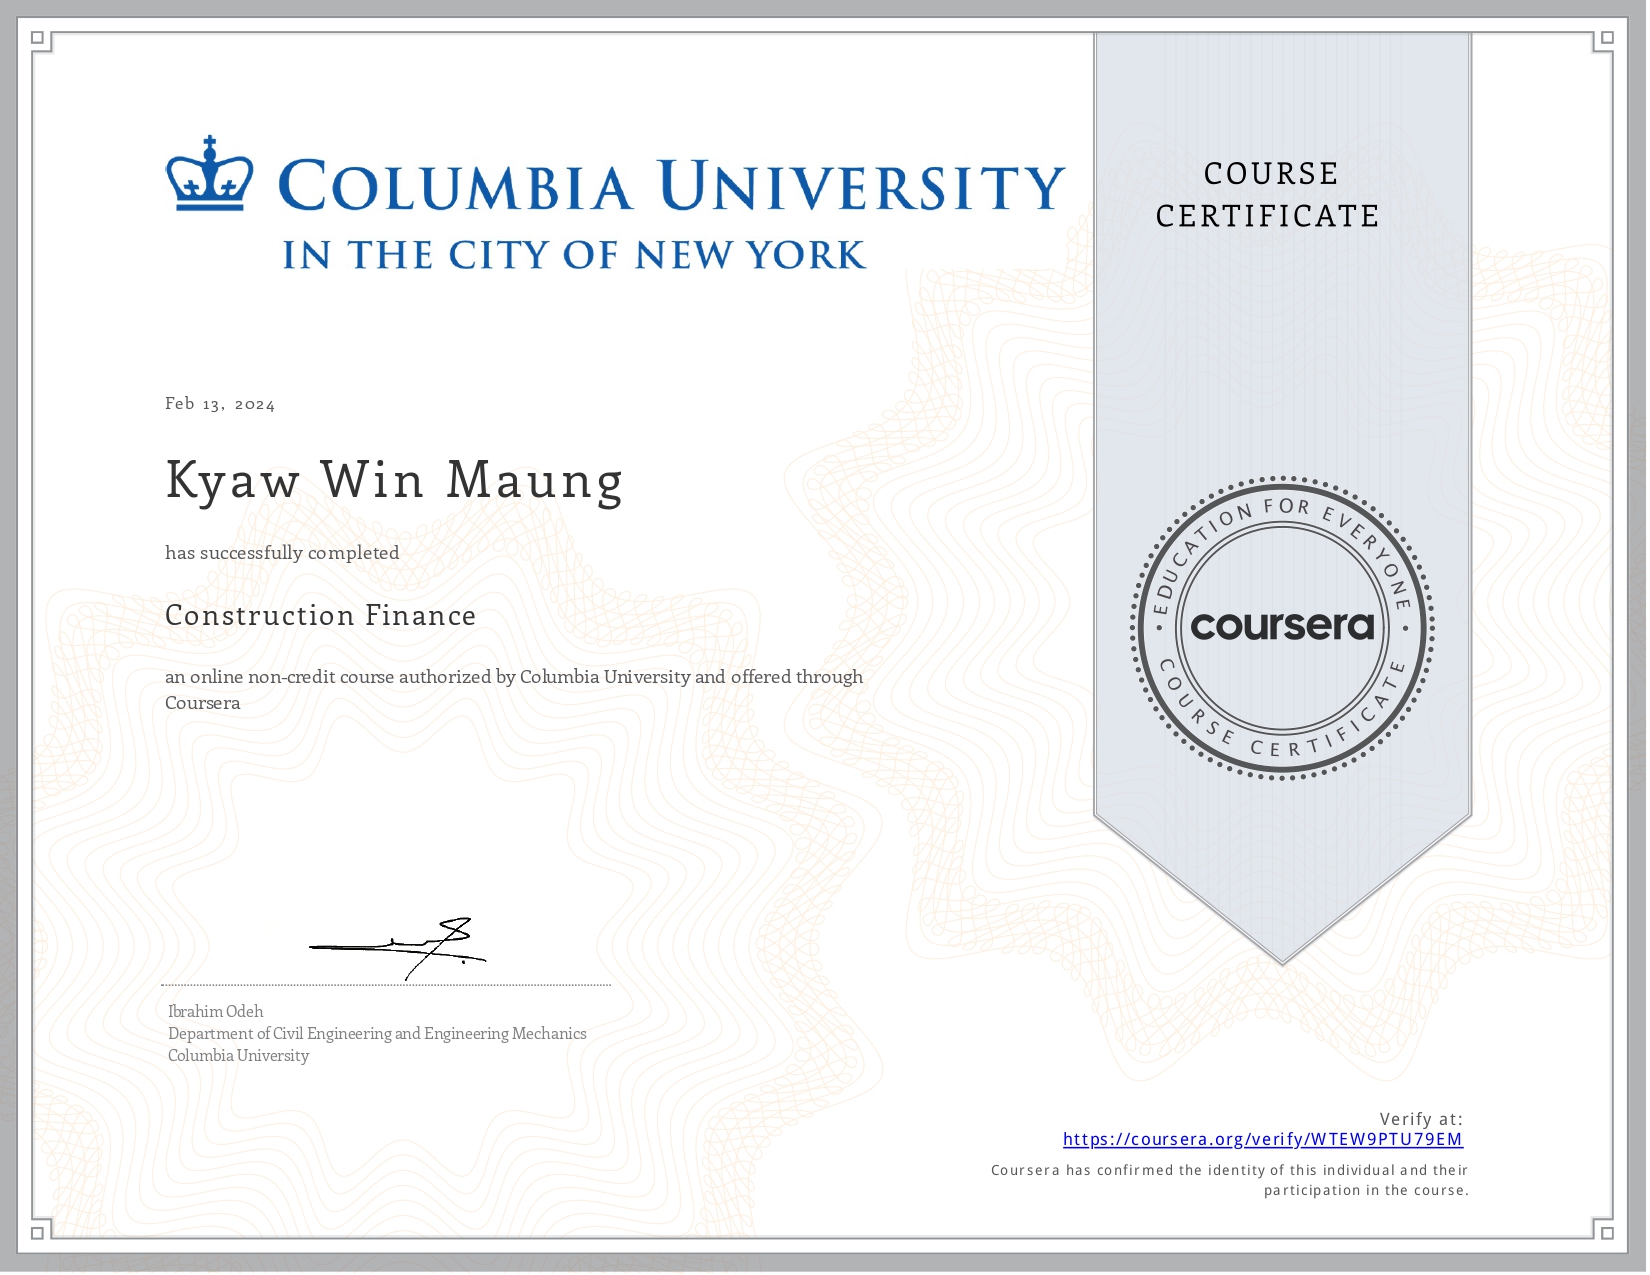 COLUMBIA UNIVERSITY
IN THE CITY OF NEW YORK
COURSE
CERTIFICATE
Feb 13, 2024
Kyaw Win Maung
has successfully completed
Construction Finance
an online non-credit course authorized by Columbia University and offered through
Coursera
EDUCATION FOR EVERYONE
coursera
COURSE CERTIFICATE
Ibrahim Odeh
Department of Civil Engineering and Engineering Mechanics
Columbia University
Verify at:
https://coursera.org/verify/WTEW9PTU79EM
Coursera has confirmed the identity of this individual and their
participation in the course.